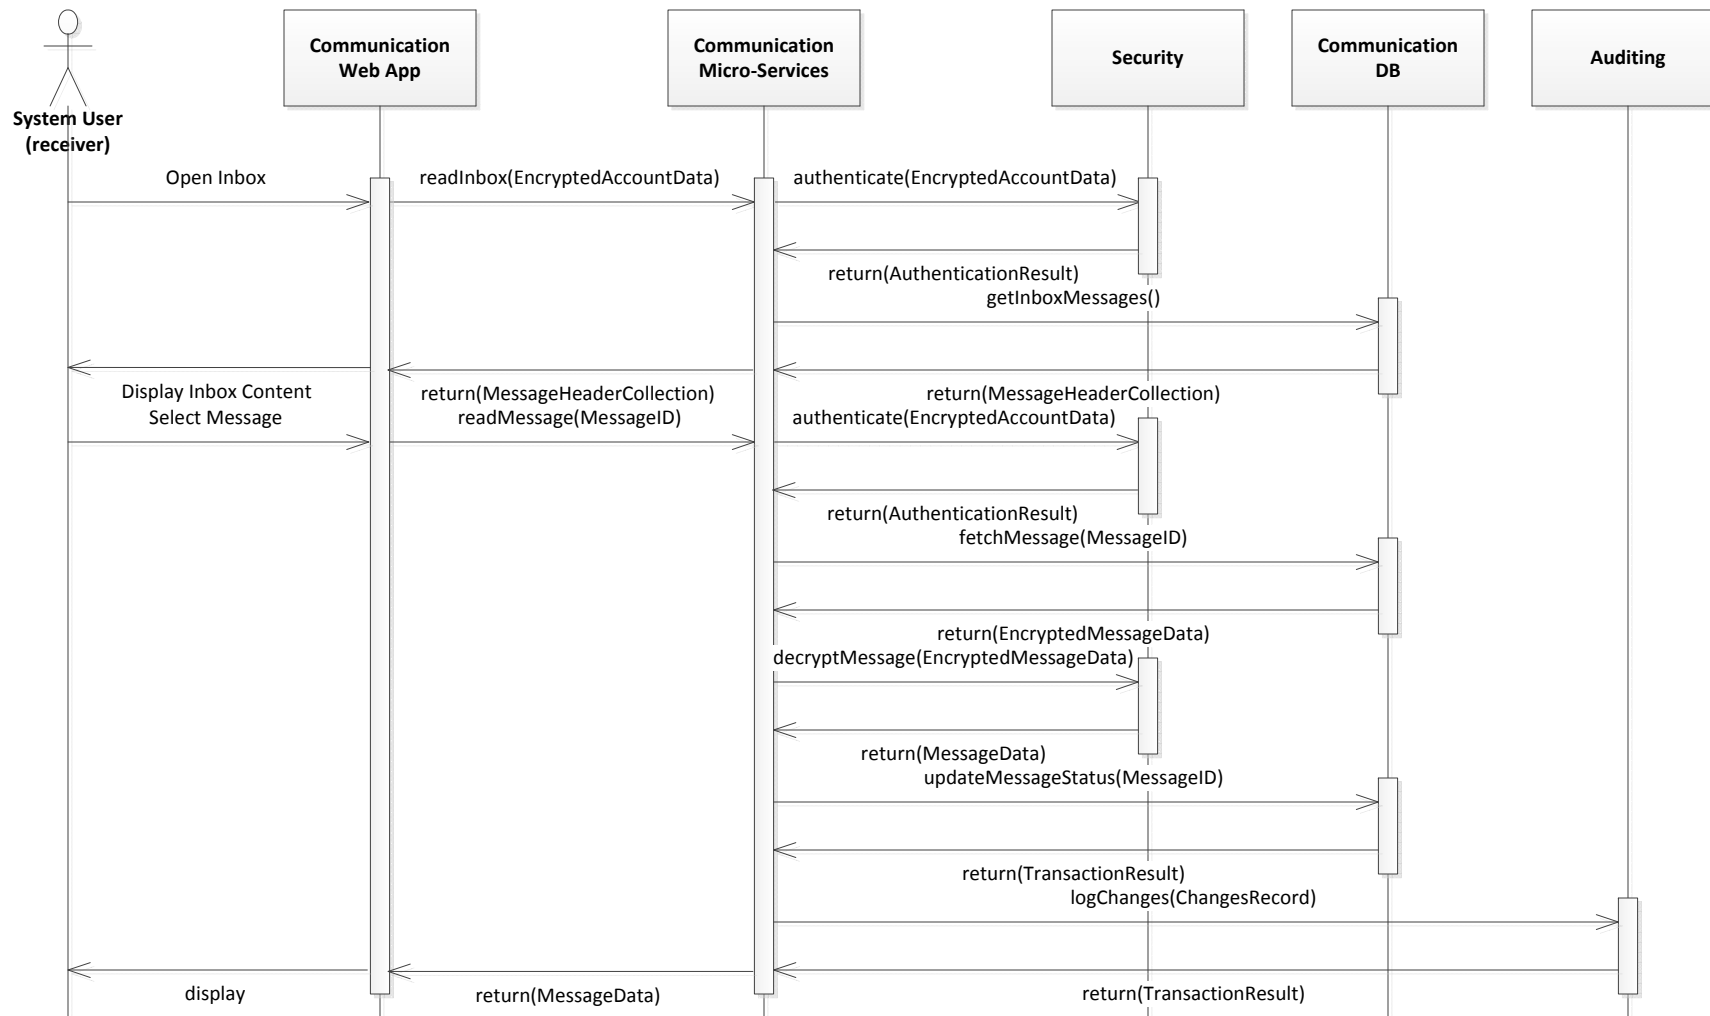 System User
(receiver)
Communication
Web App
Communication
Micro-Services
Security
Communication
DB
Auditing
Open Inbox
readInbox(EncryptedAccountData)
authenticate(EncryptedAccountData)
return(AuthenticationResult)
getInboxMessages()
Display Inbox Content
return(MessageHeaderCollection)
return(MessageHeaderCollection)
Select Message
readMessage(MessageID)
authenticate(EncryptedAccountData)
return(AuthenticationResult)
fetchMessage(MessageID)
return(EncryptedMessageData)
decryptMessage(EncryptedMessageData)
return(MessageData)
updateMessageStatus(MessageID)
return(TransactionResult)
logChanges(ChangesRecord)
display
return(MessageData)
return(TransactionResult)